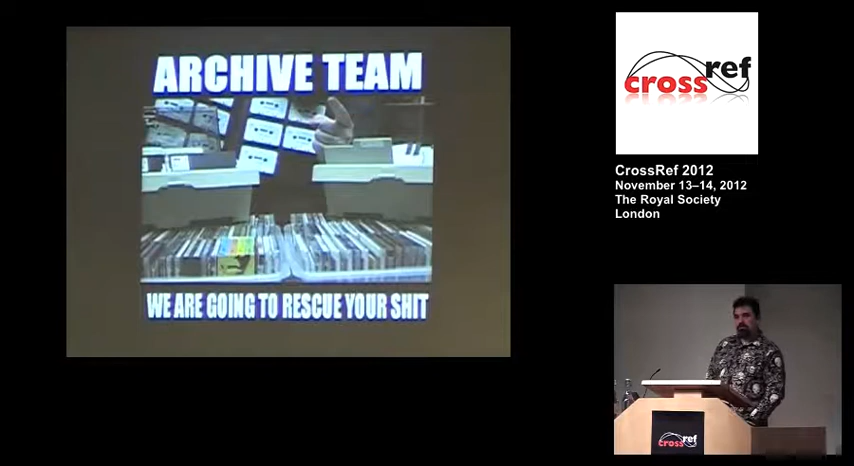 ARCHIVE TEAM
WE ARE GOING TO RESCUE YOUR SHIT
crossref
CrossRef 2012
November 13–14, 2012
The Royal Society
London
crossref